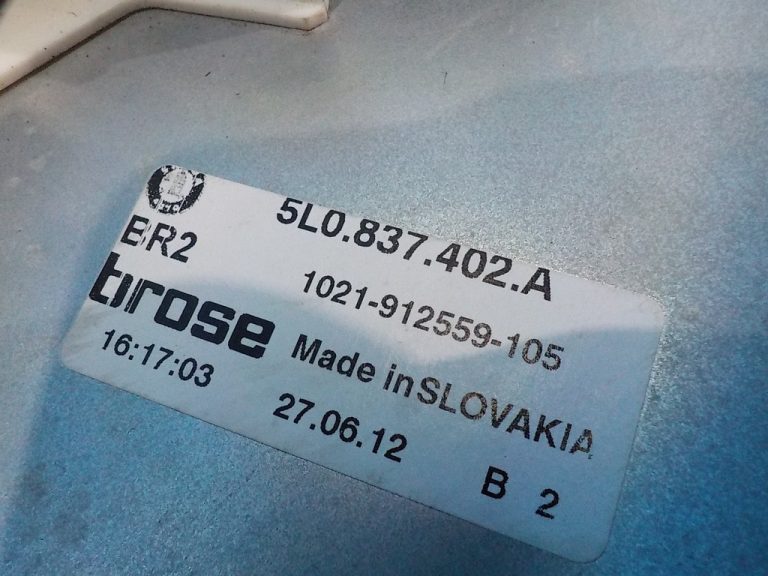 5L0.837.402.A
BR2
1021-912559-105
brose
Made in SLOVAKIA
16:17:03
27.06.12
B 2